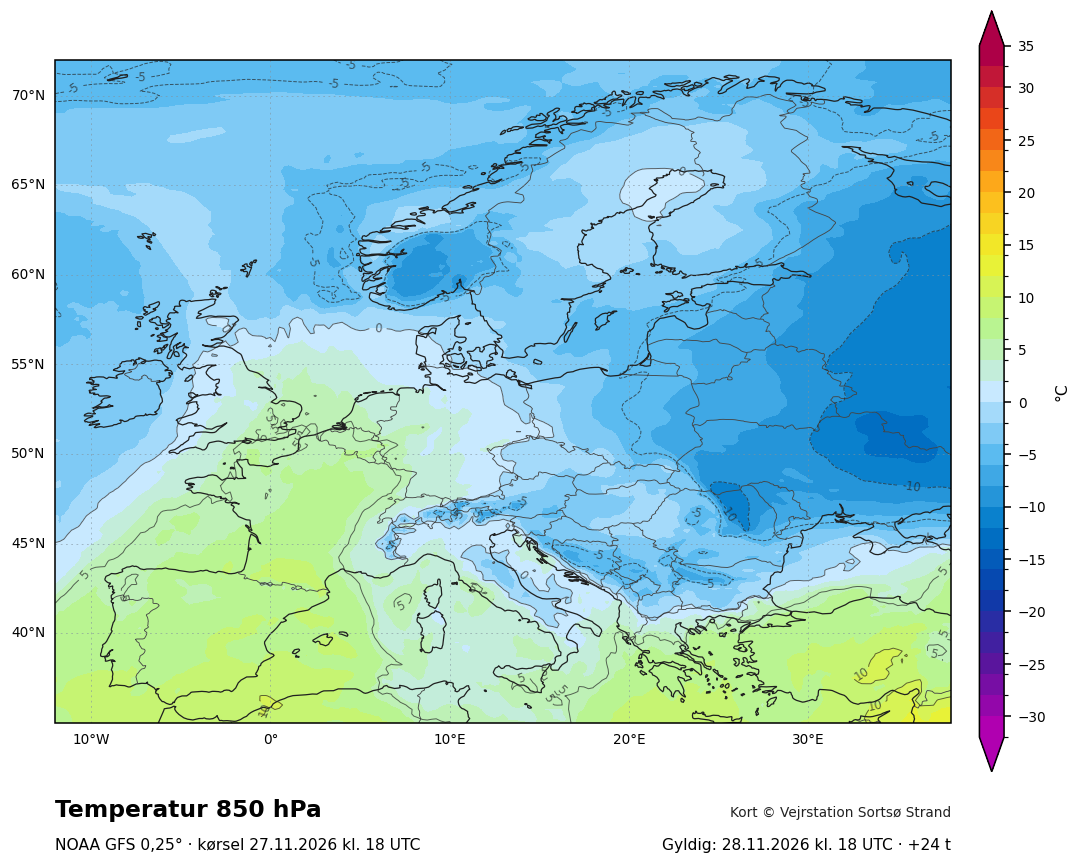 70°N
65°N
60°N
55°N
50°N
45°N
40°N
10°W 0° 10°E 20°E 30°E
35
30
25
20
15
10
5
0
−5
−10
−15
−20
−25
−30
°C
Temperatur 850 hPa
Kort © Vejrstation Sortsø Strand
NOAA GFS 0,25° · kørsel 27.11.2026 kl. 18 UTC
Gyldig: 28.11.2026 kl. 18 UTC · +24 t